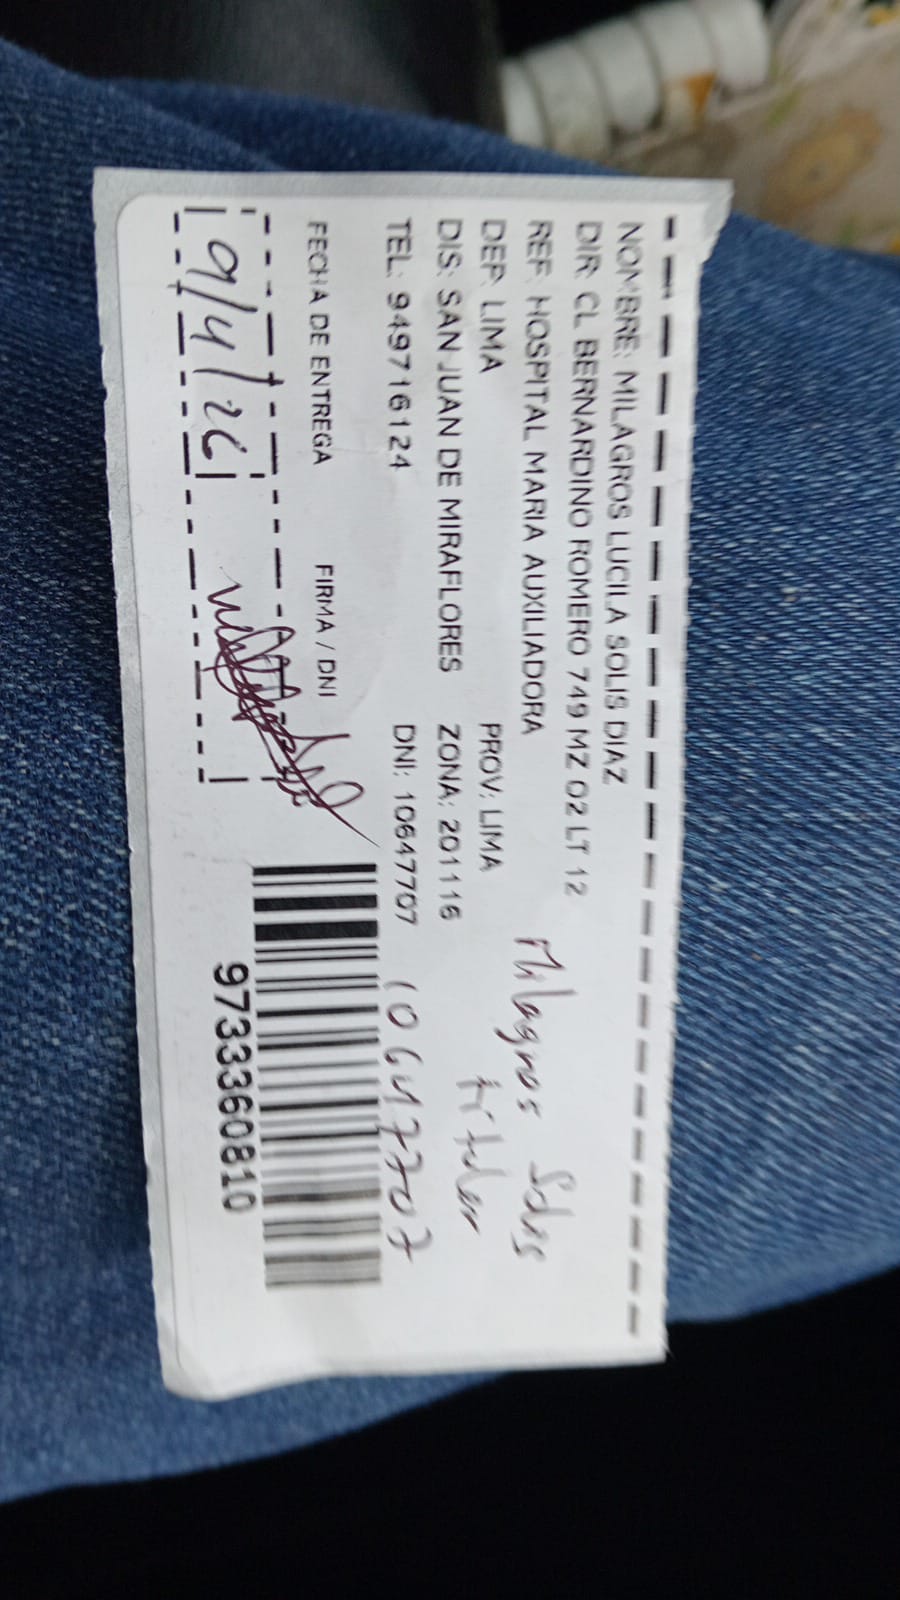 NOMBRE: MILAGROS LUCILA SOLIS DIAZ
DIR: CL BERNARDINO ROMERO 749 MZ O2 LT 12
REF: HOSPITAL MARIA AUXILIADORA
DEP: LIMA PROV: LIMA
DIS: SAN JUAN DE MIRAFLORES ZONA: 201116
TEL: 949716124 DNI: 10647707
Milagros Solis
titular
10647707
FECHA DE ENTREGA FIRMA / DNI
9/4/26
9733360810